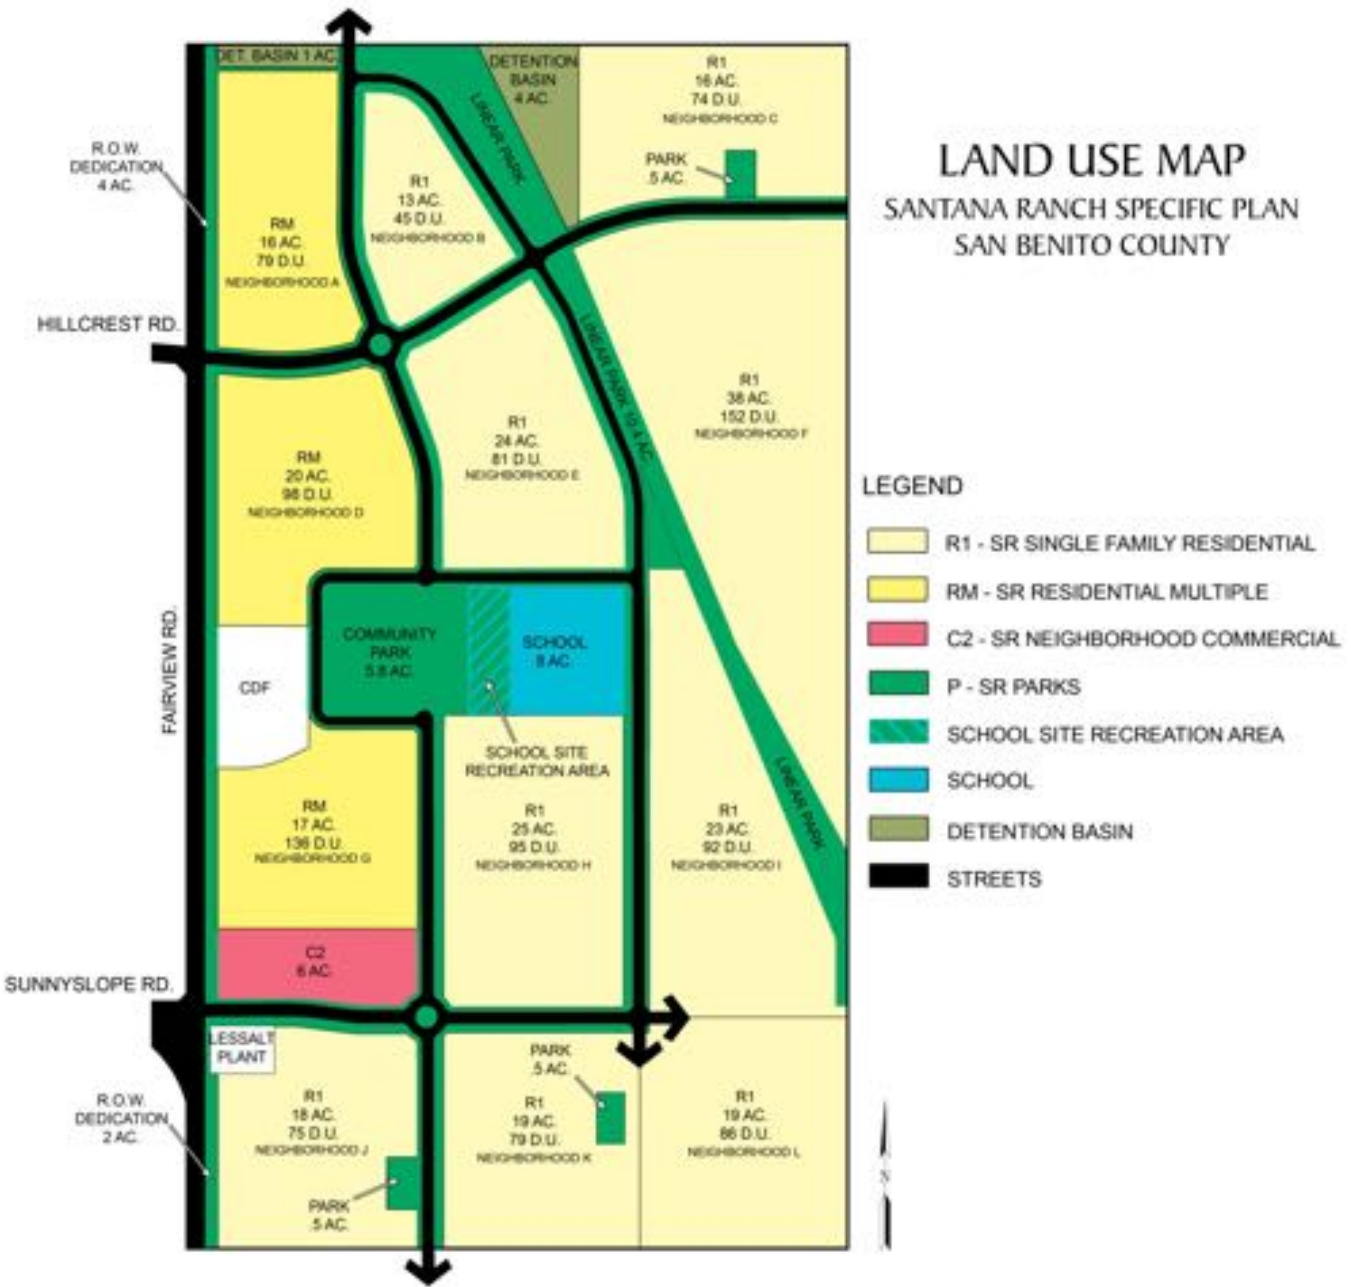 DET. BASIN 1 AC.
DETENTION
BASIN
4 AC.
R1
16 AC.
74 D.U.
NEIGHBORHOOD C
LINEAR PARK
PARK
.5 AC.
R.O.W.
DEDICATION
4 AC.
R1
13 AC.
45 D.U.
NEIGHBORHOOD B
RM
16 AC.
79 D.U.
NEIGHBORHOOD A
LAND USE MAP
SANTANA RANCH SPECIFIC PLAN
SAN BENITO COUNTY
HILLCREST RD.
LINEAR PARK 10.4 AC.
R1
38 AC.
152 D.U.
NEIGHBORHOOD F
R1
24 AC.
81 D.U.
NEIGHBORHOOD E
RM
20 AC.
98 D.U.
NEIGHBORHOOD D
FAIRVIEW RD.
COMMUNITY
PARK
5.8 AC.
SCHOOL
8 AC.
CDF
SCHOOL SITE
RECREATION AREA
LINEAR PARK
RM
17 AC.
136 D.U.
NEIGHBORHOOD G
R1
25 AC.
95 D.U.
NEIGHBORHOOD H
R1
23 AC.
92 D.U.
NEIGHBORHOOD I
C2
6 AC.
SUNNYSLOPE RD.
LESSALT
PLANT
PARK
.5 AC.
R.O.W.
DEDICATION
2 AC.
R1
18 AC.
75 D.U.
NEIGHBORHOOD J
PARK
.5 AC.
R1
19 AC.
79 D.U.
NEIGHBORHOOD K
R1
19 AC.
86 D.U.
NEIGHBORHOOD L
LEGEND
R1 - SR SINGLE FAMILY RESIDENTIAL
RM - SR RESIDENTIAL MULTIPLE
C2 - SR NEIGHBORHOOD COMMERCIAL
P - SR PARKS
SCHOOL SITE RECREATION AREA
SCHOOL
DETENTION BASIN
STREETS